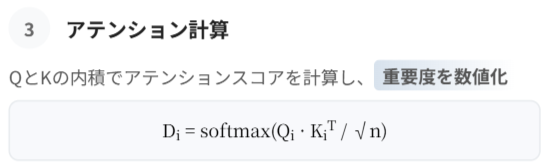 3 アテンション計算
QとKの内積でアテンションスコアを計算し、重要度を数値化
Dᵢ = softmax(Qᵢ · Kᵢᵀ / √n)